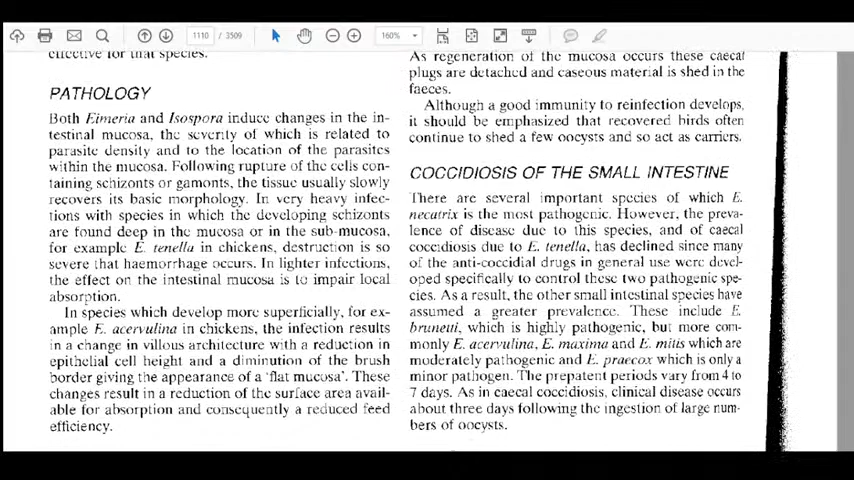 1110 / 3509
160%
effective for that species.
PATHOLOGY
Both Eimeria and Isospora induce changes in the in-
testinal mucosa, the severity of which is related to
parasite density and to the location of the parasites
within the mucosa. Following rupture of the cells con-
taining schizonts or gamonts, the tissue usually slowly
recovers its basic morphology. In very heavy infec-
tions with species in which the developing schizonts
are found deep in the mucosa or in the sub-mucosa,
for example E. tenella in chickens, destruction is so
severe that haemorrhage occurs. In lighter infections,
the effect on the intestinal mucosa is to impair local
absorption.
In species which develop more superficially, for ex-
ample E. acervulina in chickens, the infection results
in a change in villous architecture with a reduction in
epithelial cell height and a diminution of the brush
border giving the appearance of a 'flat mucosa'. These
changes result in a reduction of the surface area avail-
able for absorption and consequently a reduced feed
efficiency.
As regeneration of the mucosa occurs these caecal
plugs are detached and caseous material is shed in the
faeces.
Although a good immunity to reinfection develops,
it should be emphasized that recovered birds often
continue to shed a few oocysts and so act as carriers.
COCCIDIOSIS OF THE SMALL INTESTINE
There are several important species of which E.
necatrix is the most pathogenic. However, the preva-
lence of disease due to this species, and of caecal
coccidiosis due to E. tenella, has declined since many
of the anti-coccidial drugs in general use were devel-
oped specifically to control these two pathogenic spe-
cies. As a result, the other small intestinal species have
assumed a greater prevalence. These include E.
brunetti, which is highly pathogenic, but more com-
monly E. acervulina, E. maxima and E. mitis which are
moderately pathogenic and E. praecox which is only a
minor pathogen. The prepatent periods vary from 4 to
7 days. As in caecal coccidiosis, clinical disease occurs
about three days following the ingestion of large num-
bers of oocysts.